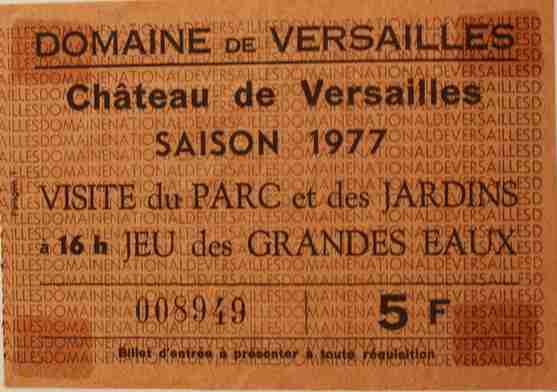 DOMAINE DE VERSAILLES
Château de Versailles
SAISON 1977
VISITE du PARC et des JARDINS
à 16 h JEU des GRANDES EAUX
008949 5 F
Billet d'entrée à présenter à toute réquisition